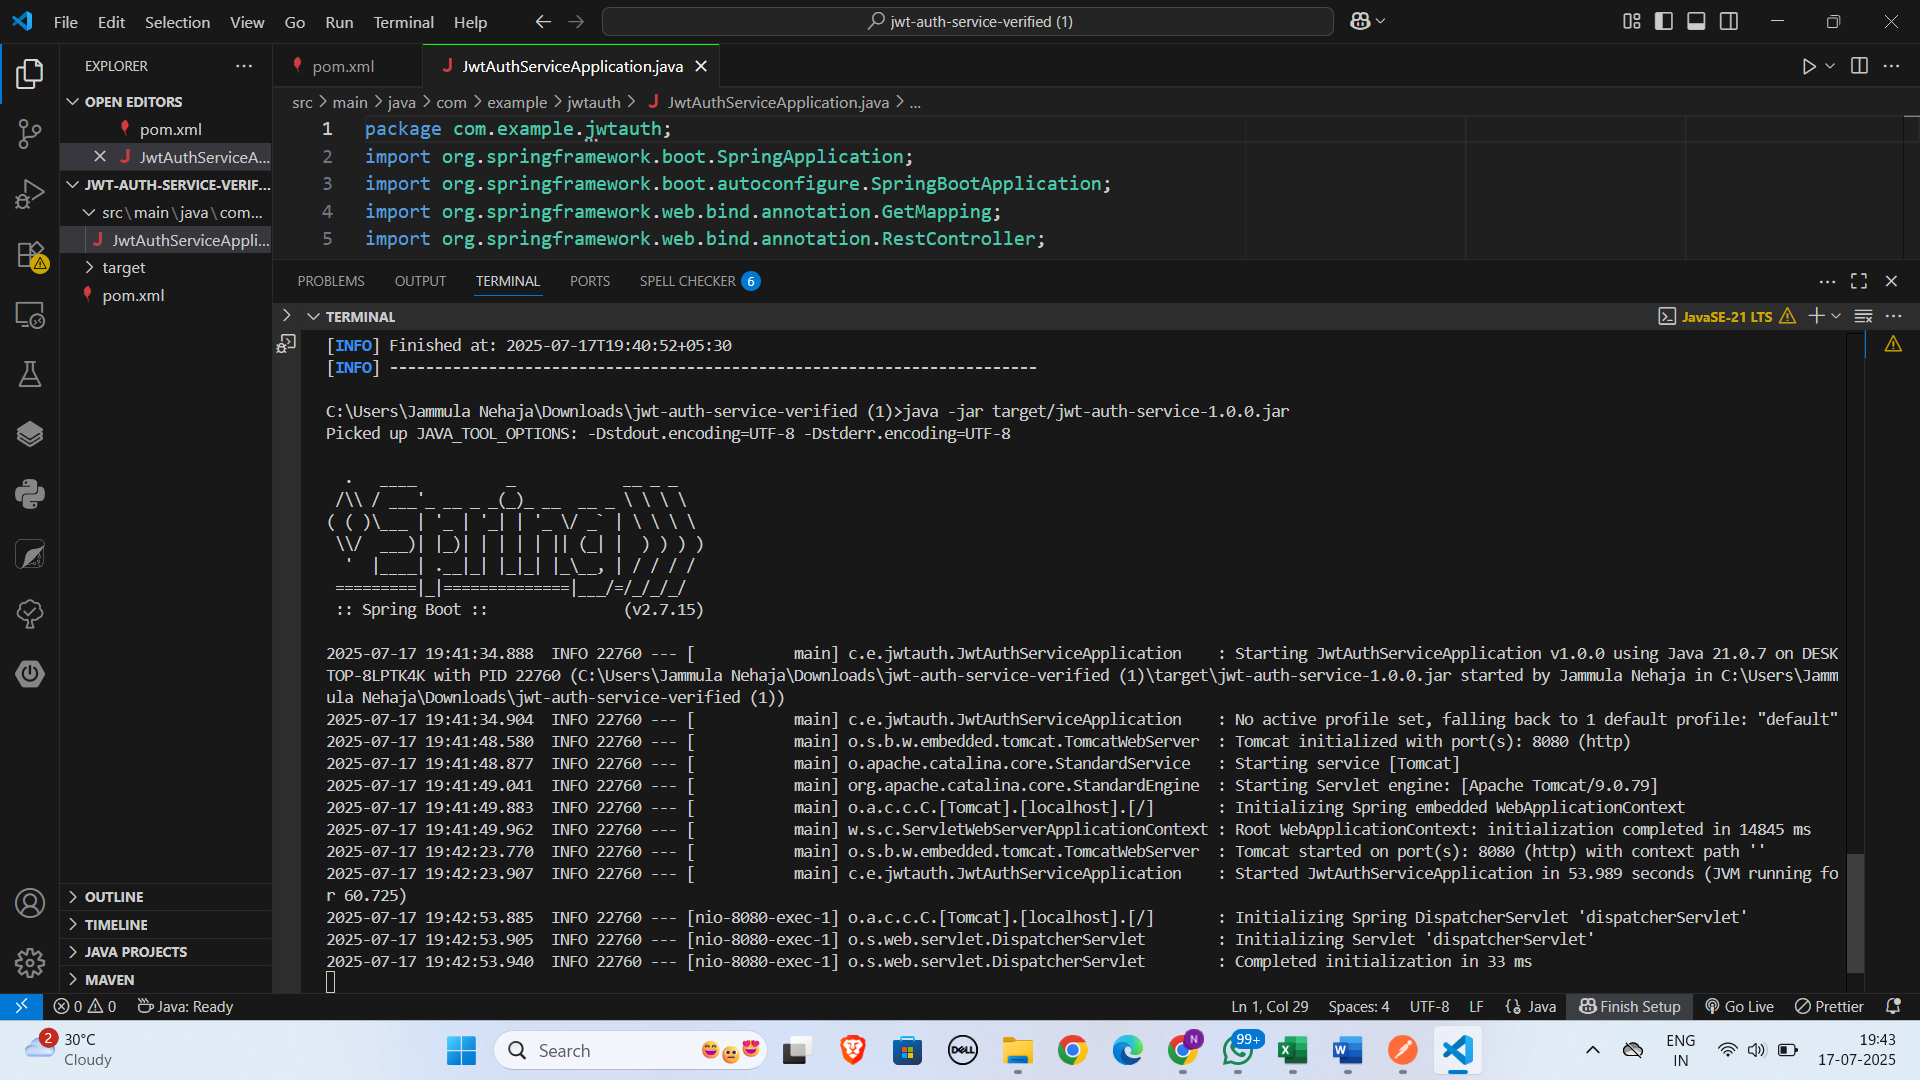 File Edit Selection View Go Run Terminal Help
jwt-auth-service-verified (1)
EXPLORER
OPEN EDITORS
pom.xml
JwtAuthServiceA...
JWT-AUTH-SERVICE-VERIF...
src\main\java\com...
JwtAuthServiceAppli...
target
pom.xml
OUTLINE
TIMELINE
JAVA PROJECTS
MAVEN
pom.xml
JwtAuthServiceApplication.java
src > main > java > com > example > jwtauth > JwtAuthServiceApplication.java > ...
1 package com.example.jwtauth;
2 import org.springframework.boot.SpringApplication;
3 import org.springframework.boot.autoconfigure.SpringBootApplication;
4 import org.springframework.web.bind.annotation.GetMapping;
5 import org.springframework.web.bind.annotation.RestController;
PROBLEMS OUTPUT TERMINAL PORTS SPELL CHECKER 6
TERMINAL
JavaSE-21 LTS
[INFO] Finished at: 2025-07-17T19:40:52+05:30
[INFO] ------------------------------------------------------------------------
C:\Users\Jammula Nehaja\Downloads\jwt-auth-service-verified (1)>java -jar target/jwt-auth-service-1.0.0.jar
Picked up JAVA_TOOL_OPTIONS: -Dstdout.encoding=UTF-8 -Dstderr.encoding=UTF-8
Spring
:: Spring Boot :: (v2.7.15)
2025-07-17 19:41:34.888 INFO 22760 --- [ main] c.e.jwtauth.JwtAuthServiceApplication : Starting JwtAuthServiceApplication v1.0.0 using Java 21.0.7 on DESK
TOP-8LPTK4K with PID 22760 (C:\Users\Jammula Nehaja\Downloads\jwt-auth-service-verified (1)\target\jwt-auth-service-1.0.0.jar started by Jammula Nehaja in C:\Users\Jamm
ula Nehaja\Downloads\jwt-auth-service-verified (1))
2025-07-17 19:41:34.904 INFO 22760 --- [ main] c.e.jwtauth.JwtAuthServiceApplication : No active profile set, falling back to 1 default profile: "default"
2025-07-17 19:41:48.580 INFO 22760 --- [ main] o.s.b.w.embedded.tomcat.TomcatWebServer : Tomcat initialized with port(s): 8080 (http)
2025-07-17 19:41:48.877 INFO 22760 --- [ main] o.apache.catalina.core.StandardService : Starting service [Tomcat]
2025-07-17 19:41:49.041 INFO 22760 --- [ main] org.apache.catalina.core.StandardEngine : Starting Servlet engine: [Apache Tomcat/9.0.79]
2025-07-17 19:41:49.883 INFO 22760 --- [ main] o.a.c.c.C.[Tomcat].[localhost].[/] : Initializing Spring embedded WebApplicationContext
2025-07-17 19:41:49.962 INFO 22760 --- [ main] w.s.c.ServletWebServerApplicationContext : Root WebApplicationContext: initialization completed in 14845 ms
2025-07-17 19:42:23.770 INFO 22760 --- [ main] o.s.b.w.embedded.tomcat.TomcatWebServer : Tomcat started on port(s): 8080 (http) with context path ''
2025-07-17 19:42:23.907 INFO 22760 --- [ main] c.e.jwtauth.JwtAuthServiceApplication : Started JwtAuthServiceApplication in 53.989 seconds (JVM running fo
r 60.725)
2025-07-17 19:42:53.885 INFO 22760 --- [nio-8080-exec-1] o.a.c.c.C.[Tomcat].[localhost].[/] : Initializing Spring DispatcherServlet 'dispatcherServlet'
2025-07-17 19:42:53.905 INFO 22760 --- [nio-8080-exec-1] o.s.web.servlet.DispatcherServlet : Initializing Servlet 'dispatcherServlet'
2025-07-17 19:42:53.940 INFO 22760 --- [nio-8080-exec-1] o.s.web.servlet.DispatcherServlet : Completed initialization in 33 ms
0 0 Java: Ready
Ln 1, Col 29 Spaces: 4 UTF-8 LF {} Java Finish Setup Go Live Prettier
2 30°C
Cloudy
Search
DELL
N
99+
ENG
IN
19:43
17-07-2025